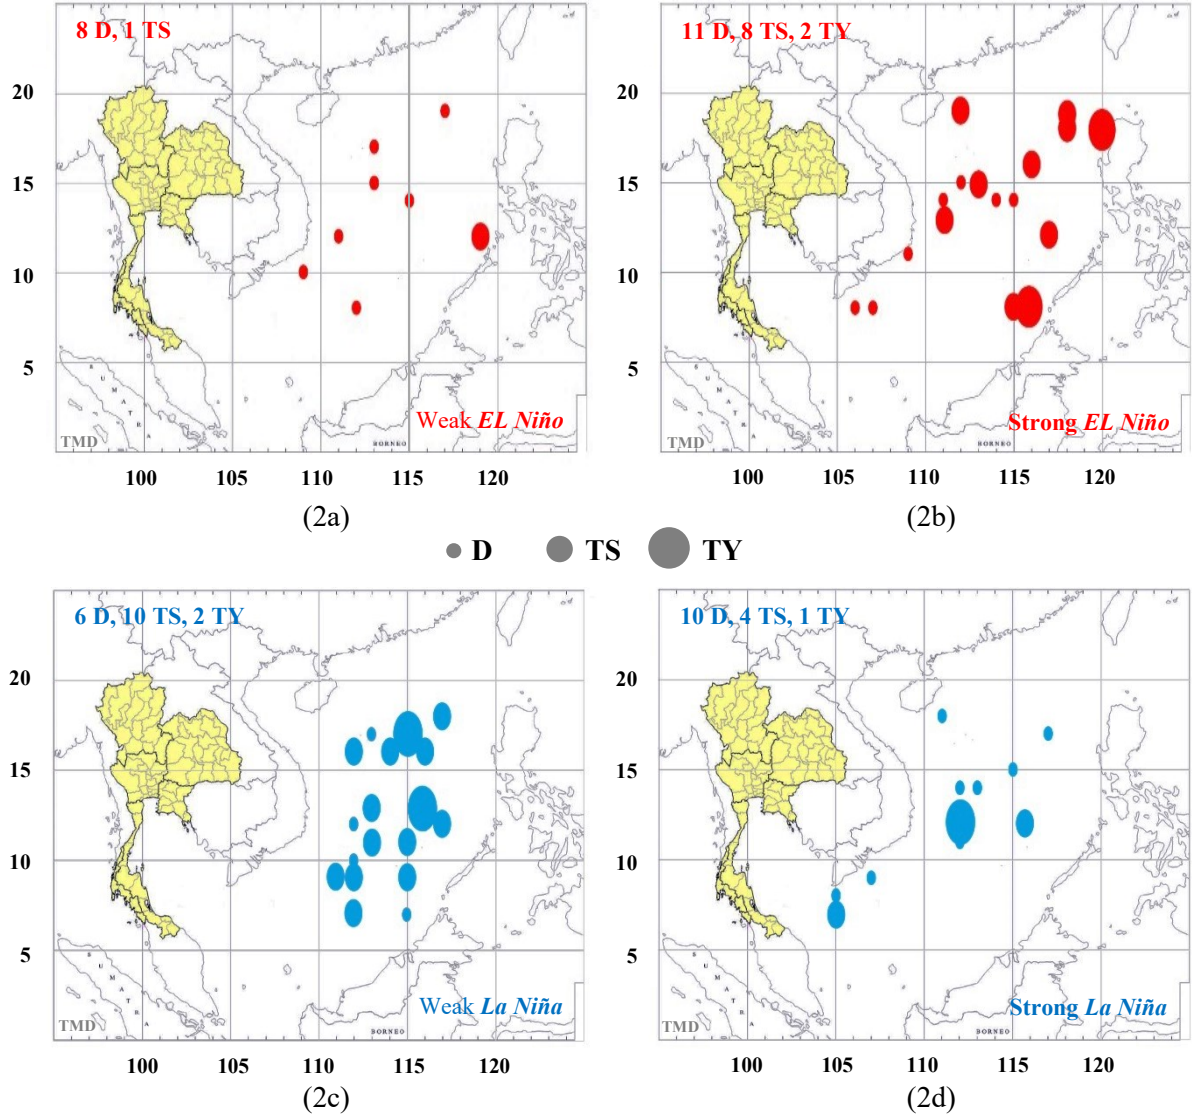 8 D, 1 TS
20
15
10
5
S U M A T R A
TMD
BORNEO
Weak EL Niño
100 105 110 115 120
(2a)
11 D, 8 TS, 2 TY
20
15
10
5
S U M A T R A
TMD
BORNEO
Strong EL Niño
100 105 110 115 120
(2b)
D TS TY
6 D, 10 TS, 2 TY
20
15
10
5
S U M A T R A
TMD
BORNEO
Weak La Niña
100 105 110 115 120
(2c)
10 D, 4 TS, 1 TY
20
15
10
5
S U M A T R A
TMD
BORNEO
Strong La Niña
100 105 110 115 120
(2d)